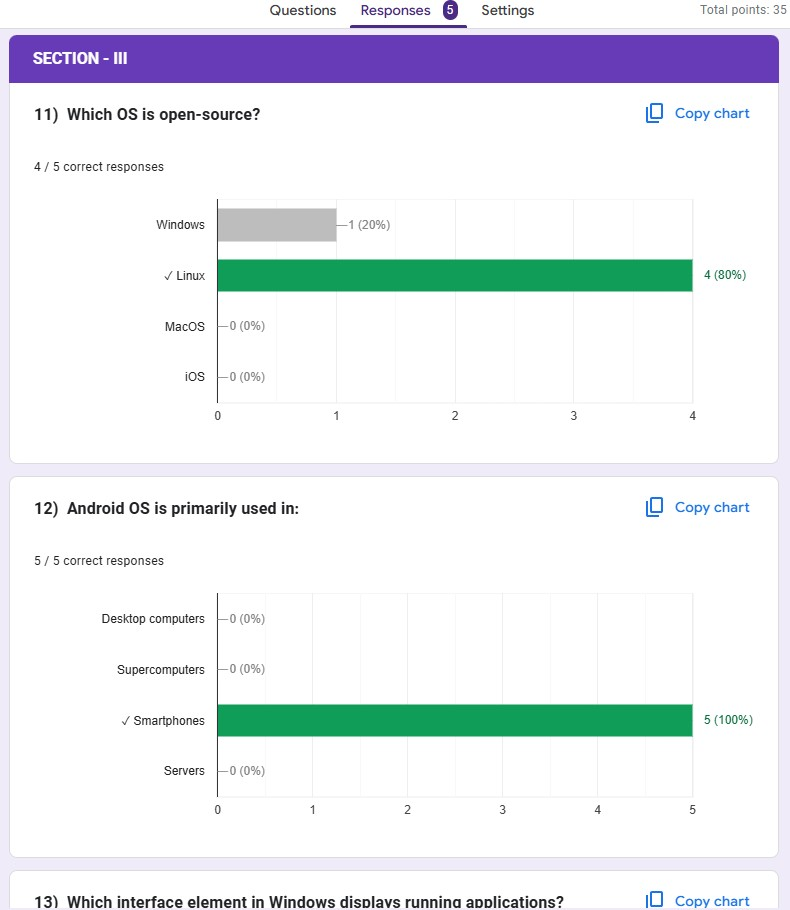 Questions Responses 5 Settings Total points: 35
SECTION - III
11) Which OS is open-source? Copy chart
4 / 5 correct responses
Windows 1 (20%)
✓ Linux 4 (80%)
MacOS 0 (0%)
iOS 0 (0%)
0 1 2 3 4
12) Android OS is primarily used in: Copy chart
5 / 5 correct responses
Desktop computers 0 (0%)
Supercomputers 0 (0%)
✓ Smartphones 5 (100%)
Servers 0 (0%)
0 1 2 3 4 5
13) Which interface element in Windows displays running applications? Copy chart